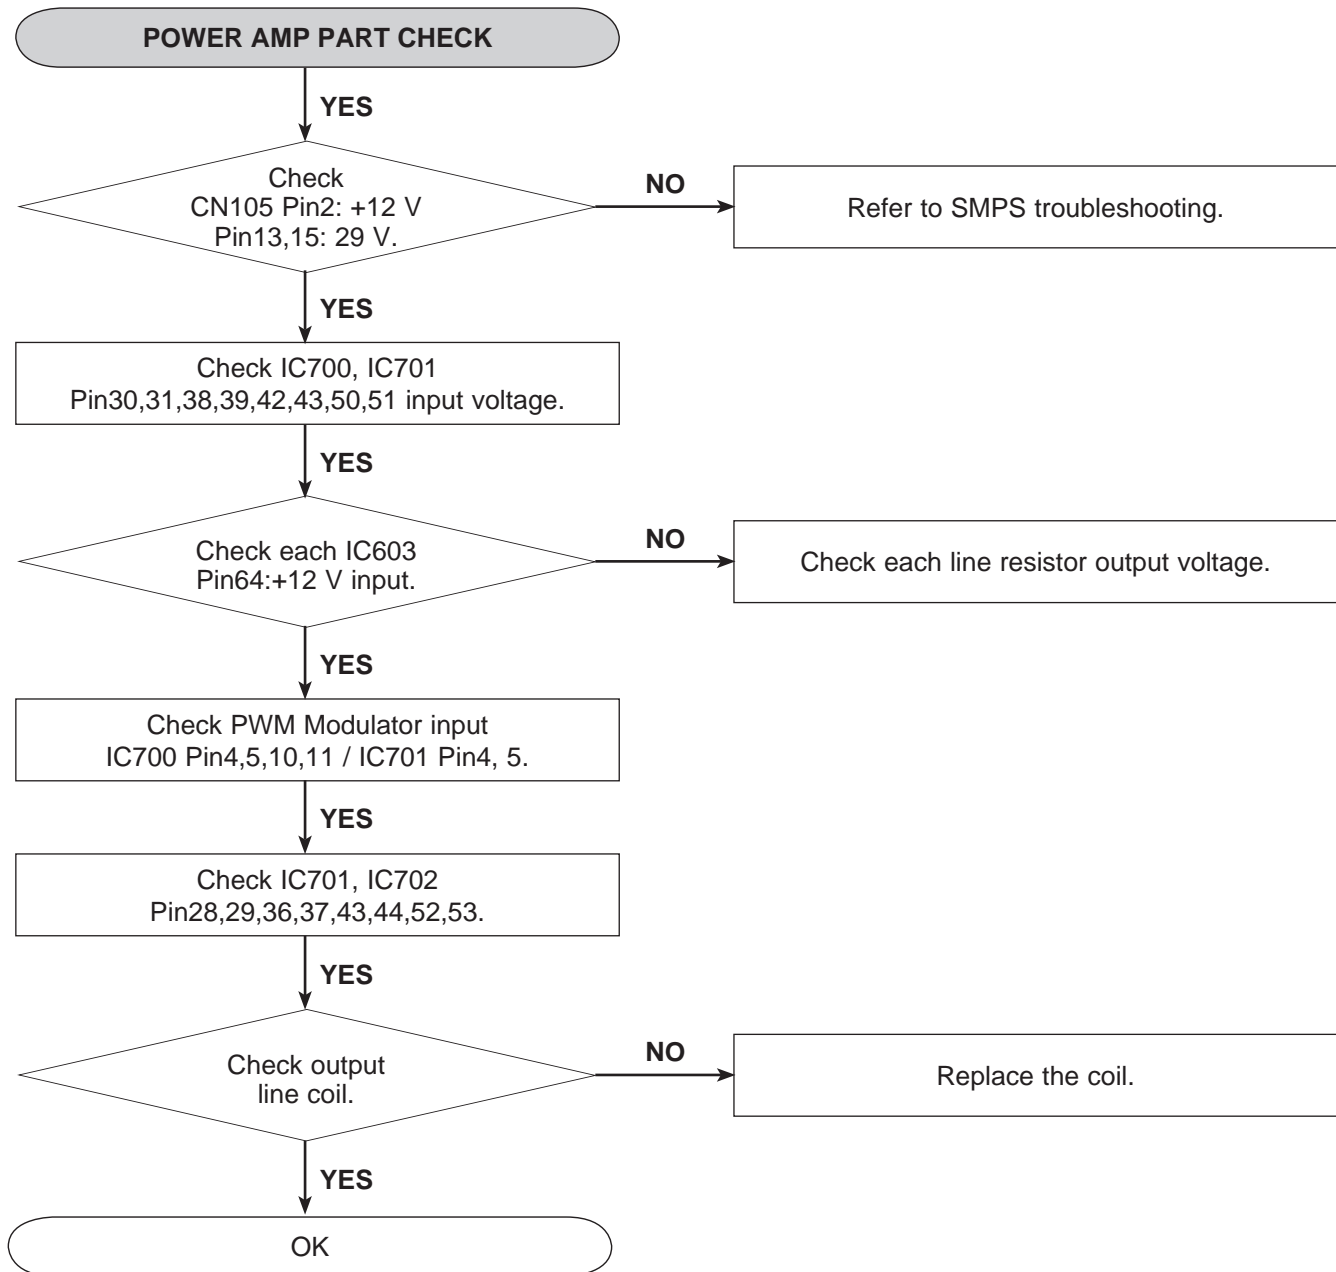 POWER AMP PART CHECK
YES
Check
CN105 Pin2: +12 V
Pin13,15: 29 V.
NO
Refer to SMPS troubleshooting.
YES
Check IC700, IC701
Pin30,31,38,39,42,43,50,51 input voltage.
YES
Check each IC603
Pin64:+12 V input.
NO
Check each line resistor output voltage.
YES
Check PWM Modulator input
IC700 Pin4,5,10,11 / IC701 Pin4, 5.
YES
Check IC701, IC702
Pin28,29,36,37,43,44,52,53.
YES
Check output
line coil.
NO
Replace the coil.
YES
OK